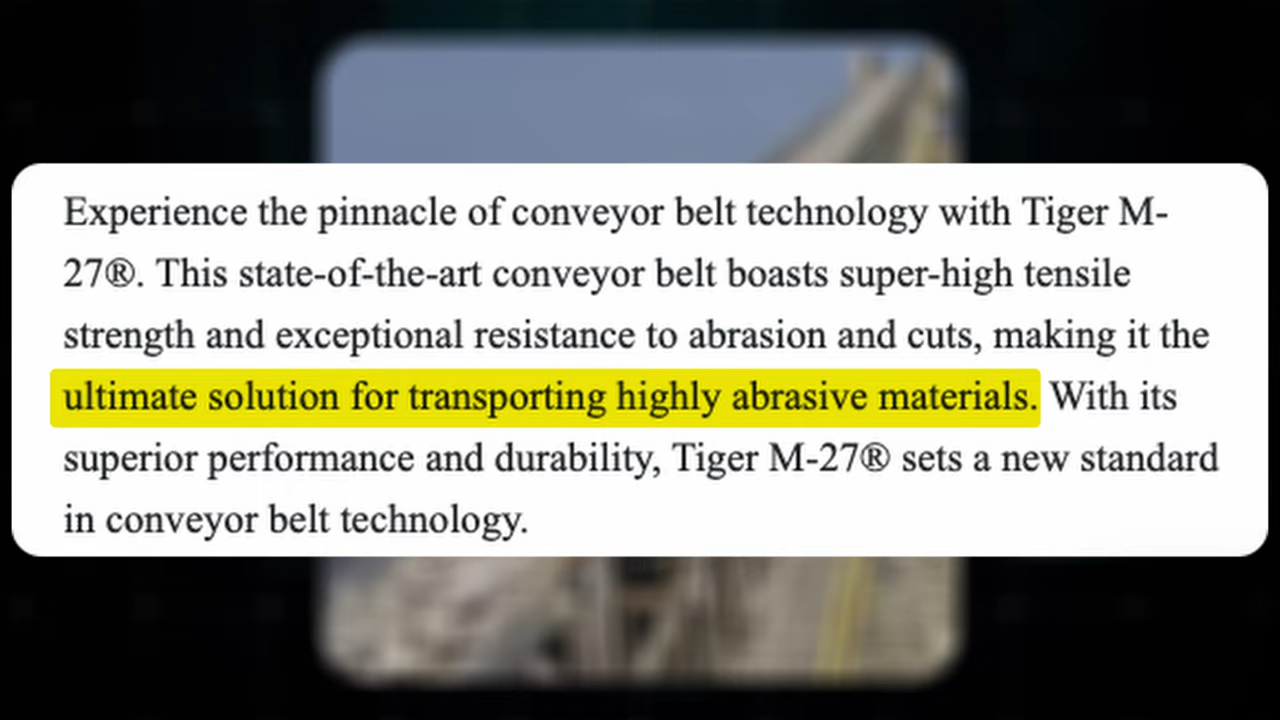 Experience the pinnacle of conveyor belt technology with Tiger M-
27®. This state-of-the-art conveyor belt boasts super-high tensile
strength and exceptional resistance to abrasion and cuts, making it the
ultimate solution for transporting highly abrasive materials. With its
superior performance and durability, Tiger M-27® sets a new standard
in conveyor belt technology.